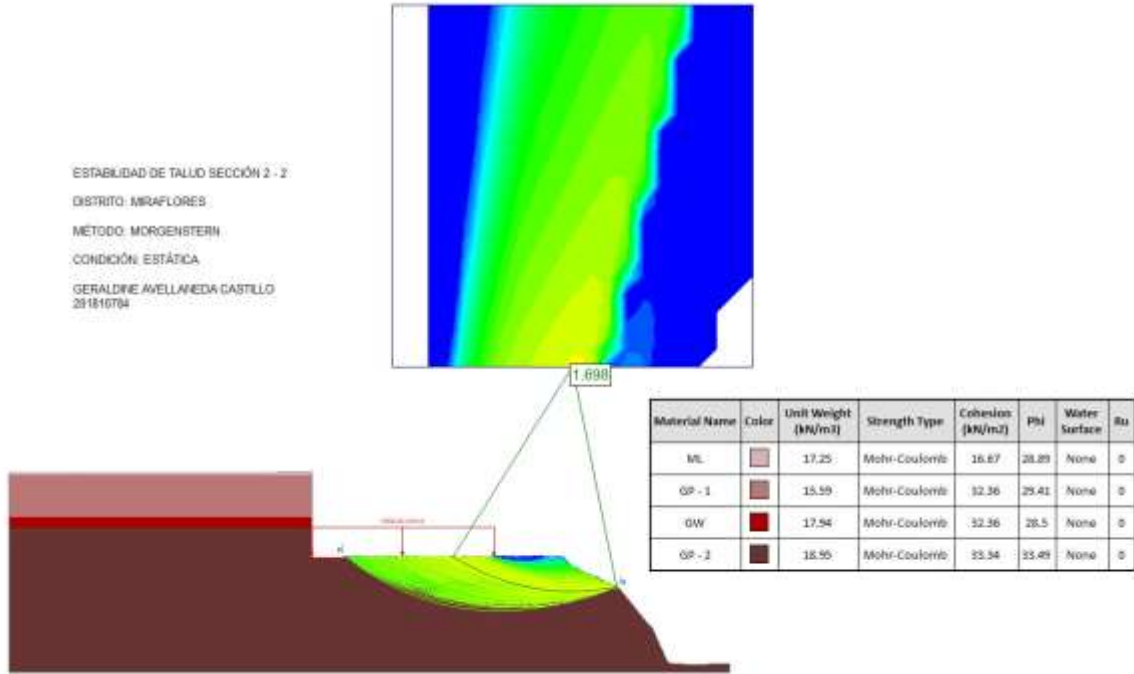 ESTABILIDAD DE TALUD SECCIÓN 2 - 2
DISTRITO: MIRAFLORES
MÉTODO: MORGENSTERN
CONDICIÓN: ESTÁTICA
GERALDINE AVELLANEDA CASTILLO
201816784
1.698
Material Name Color Unit Weight (kN/m3) Strength Type Cohesion (kN/m2) Phi Water Surface Ru
ML 17.25 Mohr-Coulomb 16.67 28.89 None 0
GP - 1 15.59 Mohr-Coulomb 32.36 29.41 None 0
GW 17.94 Mohr-Coulomb 32.36 28.5 None 0
GP - 2 18.95 Mohr-Coulomb 33.34 33.49 None 0